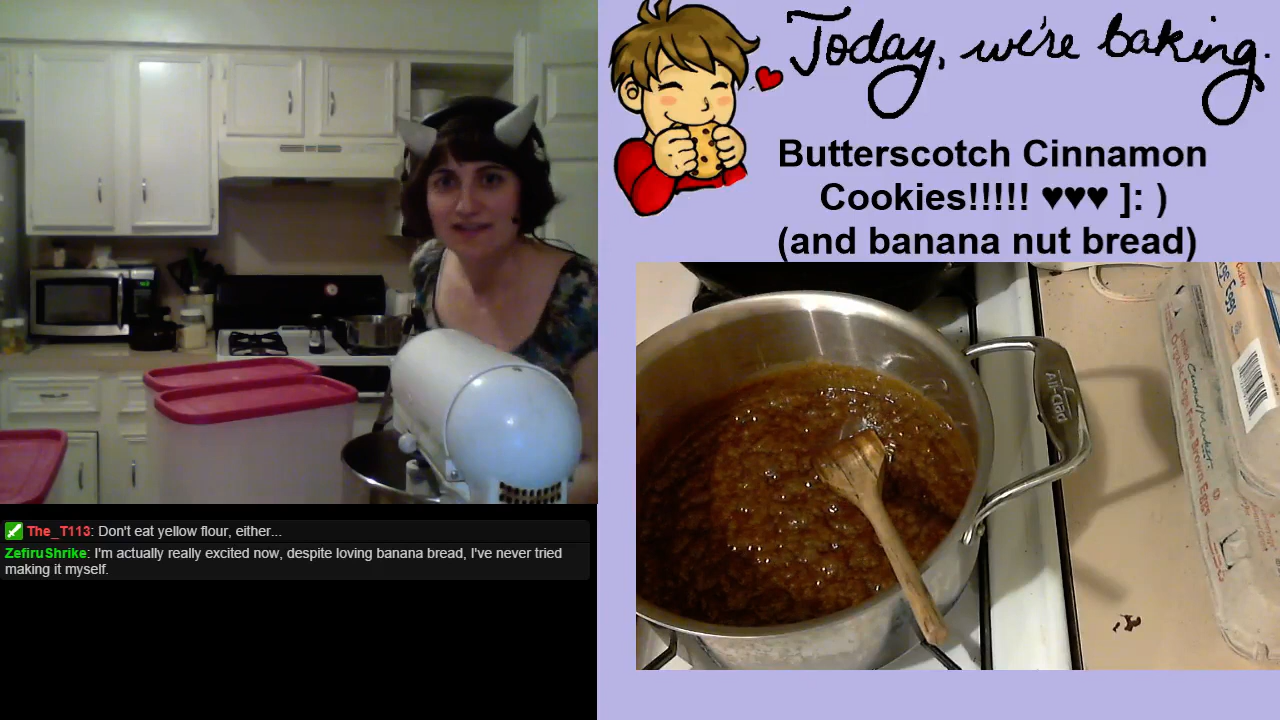 Today, we're baking.
Butterscotch Cinnamon
Cookies!!!!! ♥♥♥ ]: )
(and banana nut bread)
All-Clad
The_T113: Don't eat yellow flour, either...
ZefiruShrike: I'm actually really excited now, despite loving banana bread, I've never tried
making it myself.